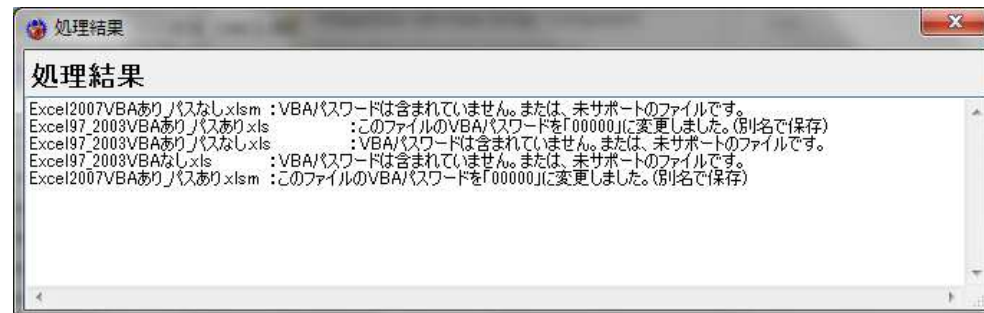 処理結果
処理結果
Excel2007VBAあり_パスなし.xlsm :VBAパスワードは含まれていません。または、未サポートのファイルです。
Excel97_2003VBAあり_パスあり.xls :このファイルのVBAパスワードを「00000」に変更しました。(別名で保存)
Excel97_2003VBAあり_パスなし.xls :VBAパスワードは含まれていません。または、未サポートのファイルです。
Excel97_2003VBAなし.xls :VBAパスワードは含まれていません。または、未サポートのファイルです。
Excel2007VBAあり_パスあり.xlsm :このファイルのVBAパスワードを「00000」に変更しました。(別名で保存)